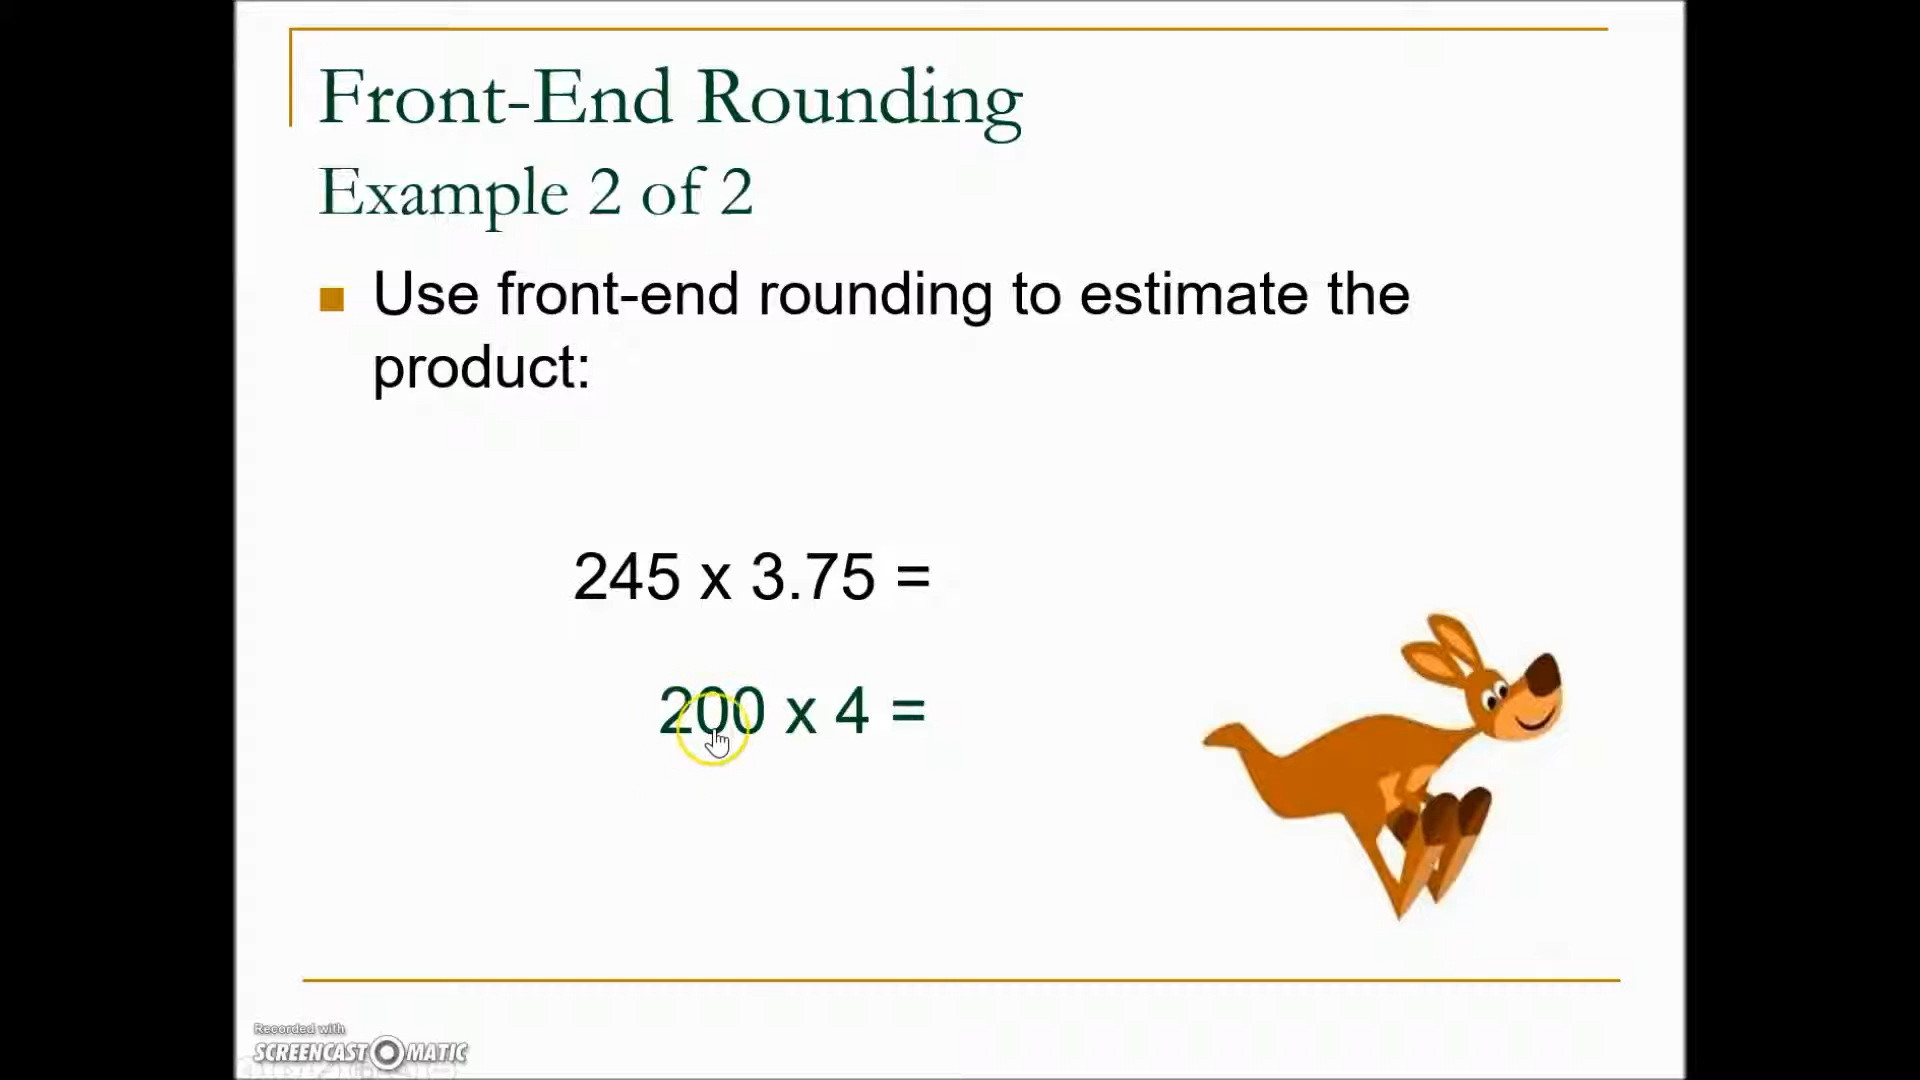 Front-End Rounding
Example 2 of 2
Use front-end rounding to estimate the
product:
245 x 3.75 =
200 x 4 =
Recorded with
SCREENCAST MATIC